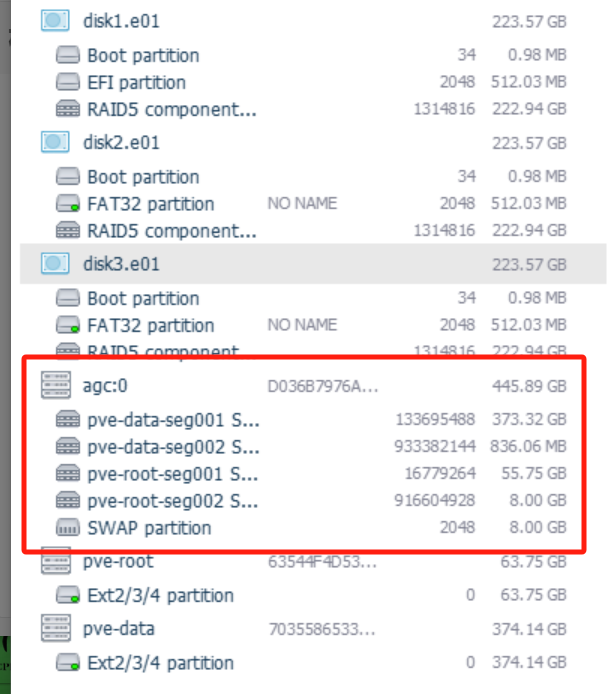 disk1.e01 223.57 GB
Boot partition 34 0.98 MB
EFI partition 2048 512.03 MB
RAID5 component... 1314816 222.94 GB
disk2.e01 223.57 GB
Boot partition 34 0.98 MB
FAT32 partition NO NAME 2048 512.03 MB
RAID5 component... 1314816 222.94 GB
disk3.e01 223.57 GB
Boot partition 34 0.98 MB
FAT32 partition NO NAME 2048 512.03 MB
RAID5 component 1314816 222.94 GB
agc:0 D036B7976A... 445.89 GB
pve-data-seg001 S... 133695488 373.32 GB
pve-data-seg002 S... 933382144 836.06 MB
pve-root-seg001 S... 16779264 55.75 GB
pve-root-seg002 S... 916604928 8.00 GB
SWAP partition 2048 8.00 GB
pve-root 63544F4D53... 63.75 GB
Ext2/3/4 partition 0 63.75 GB
pve-data 7035586533... 374.14 GB
Ext2/3/4 partition 0 374.14 GB